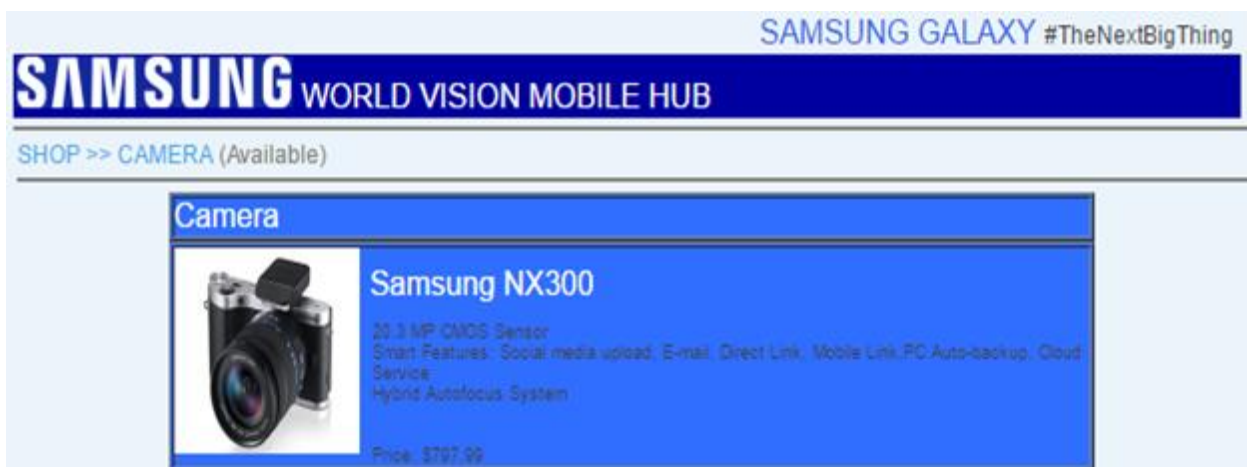 SAMSUNG GALAXY #TheNextBigThing
SAMSUNG WORLD VISION MOBILE HUB
SHOP >> CAMERA (Available)
Camera
Samsung NX300
20.3 MP CMOS Sensor
Smart Features: Social media upload, E-mail, Direct Link, Mobile Link,PC Auto-backup, Cloud
Service
Hybrid Autofocus System
Price: $797.99